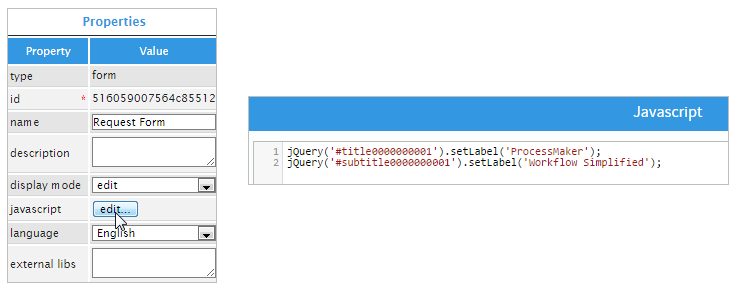 Properties
Property Value
type form
id * 516059007564c85512
name Request Form
description
display mode edit
javascript edit...
language English
external libs
Javascript
1 jQuery('#title0000000001').setLabel('ProcessMaker');
2 jQuery('#subtitle0000000001').setLabel('Workflow Simplified');